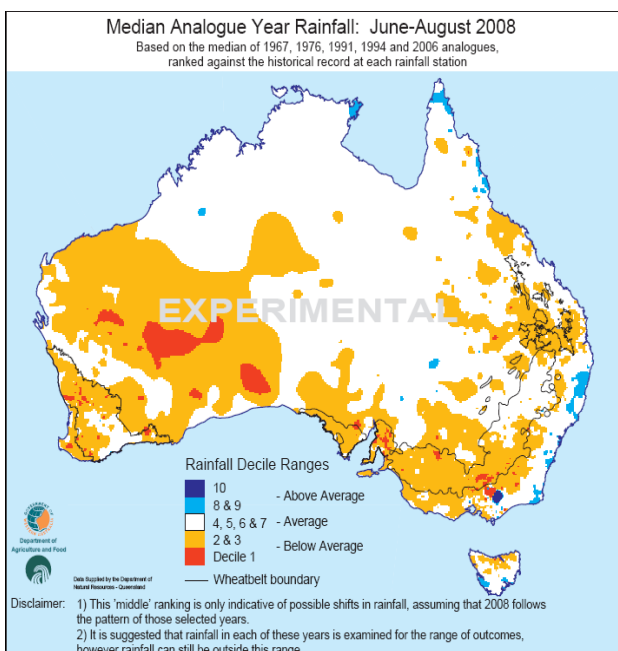 Median Analogue Year Rainfall: June-August 2008
Based on the median of 1967, 1976, 1991, 1994 and 2006 analogues,
ranked against the historical record at each rainfall station
EXPERIMENTAL
Rainfall Decile Ranges
10
8 & 9 - Above Average
4, 5, 6 & 7 - Average
2 & 3 - Below Average
Decile 1
Wheatbelt boundary
Department of
Agriculture and Food
Data Supplied by the Department of
Natural Resources - Queensland
Disclaimer: 1) This 'middle' ranking is only indicative of possible shifts in rainfall, assuming that 2008 follows
the pattern of those selected years.
2) It is suggested that rainfall in each of these years is examined for the range of outcomes,
however rainfall can still be outside this range